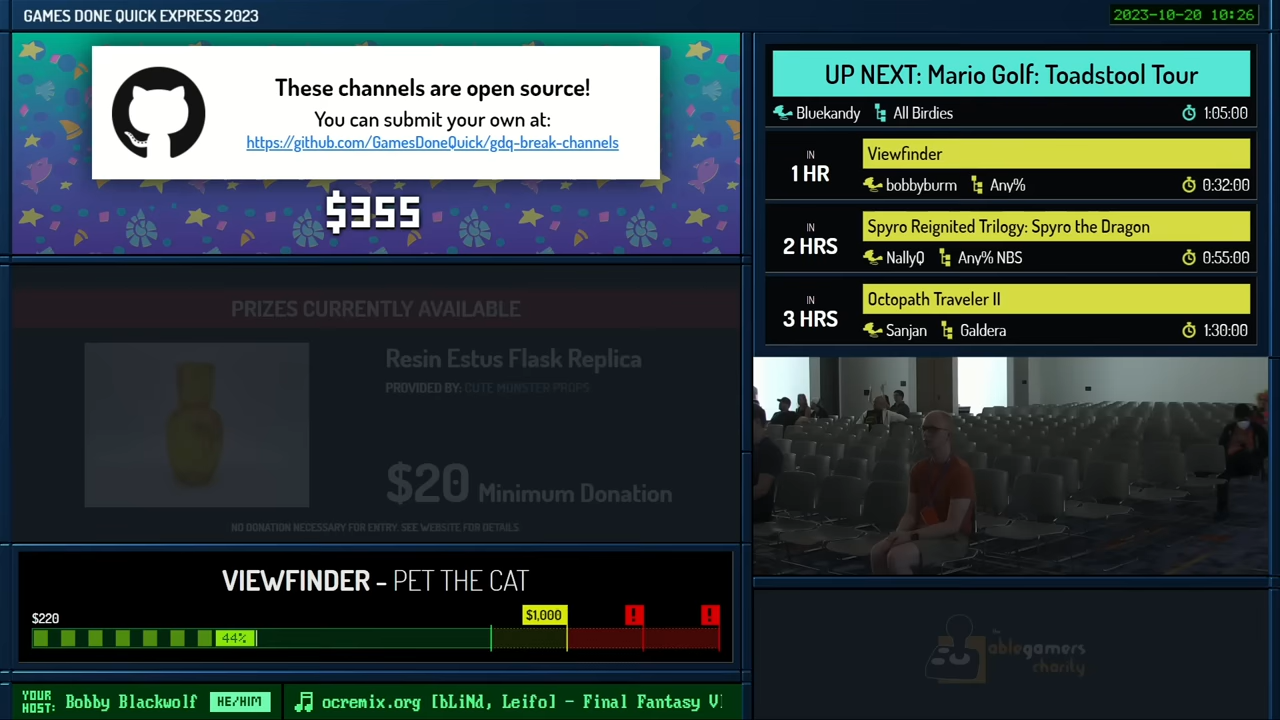 GAMES DONE QUICK EXPRESS 2023
2023-10-20 10:26
These channels are open source!
You can submit your own at:
https://github.com/GamesDoneQuick/gdq-break-channels
$355
UP NEXT: Mario Golf: Toadstool Tour
Bluekandy All Birdies 1:05:00
IN
1 HR
Viewfinder
bobbyburm Any% 0:32:00
IN
2 HRS
Spyro Reignited Trilogy: Spyro the Dragon
NallyQ Any% NBS 0:55:00
IN
3 HRS
Octopath Traveler II
Sanjan Galdera 1:30:00
PRIZES CURRENTLY AVAILABLE
Resin Estus Flask Replica
PROVIDED BY: CUTE MONSTER PROPS
$20 Minimum Donation
NO DONATION NECESSARY FOR ENTRY. SEE WEBSITE FOR DETAILS.
VIEWFINDER - PET THE CAT
$220
$1,000
! !
44%
the
ablegamers
charity
YOUR
HOST: Bobby Blackwolf HE/HIM
ocremix.org [bLiNd, Leifo] - Final Fantasy V